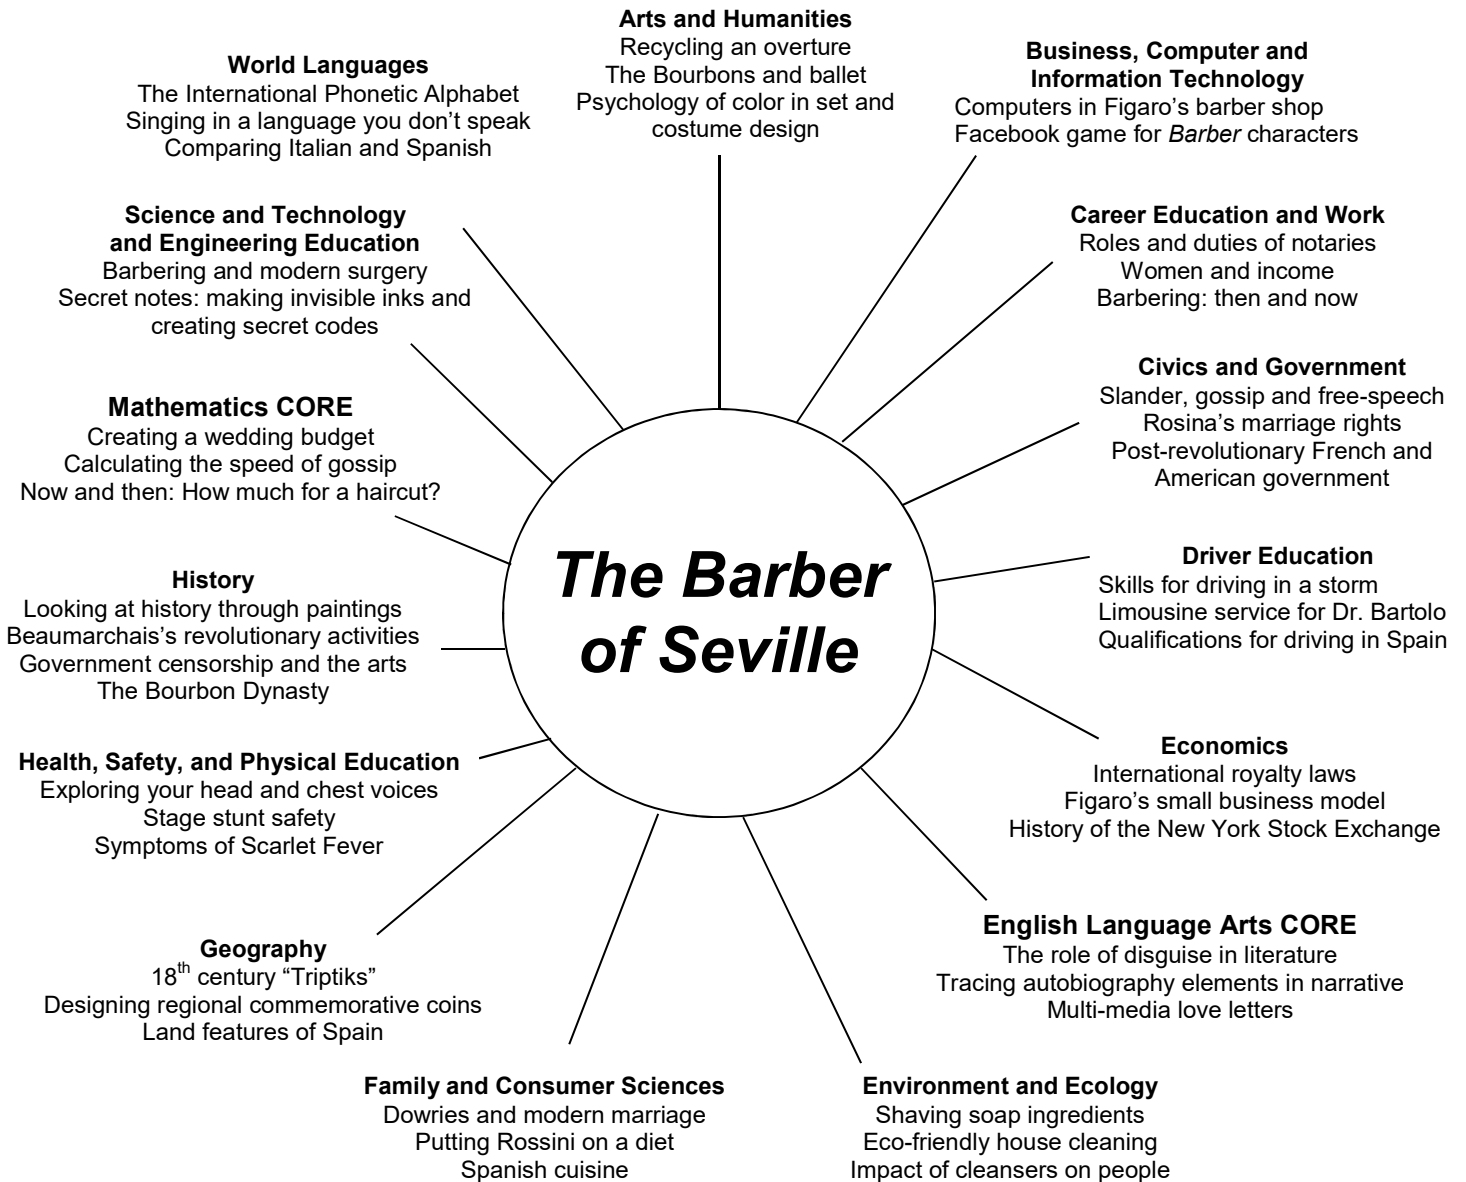 Arts and Humanities
Recycling an overture
The Bourbons and ballet
Psychology of color in set and
costume design
Business, Computer and
Information Technology
Computers in Figaro’s barber shop
Facebook game for Barber characters
Career Education and Work
Roles and duties of notaries
Women and income
Barbering: then and now
Civics and Government
Slander, gossip and free-speech
Rosina’s marriage rights
Post-revolutionary French and
American government
Driver Education
Skills for driving in a storm
Limousine service for Dr. Bartolo
Qualifications for driving in Spain
Economics
International royalty laws
Figaro’s small business model
History of the New York Stock Exchange
English Language Arts CORE
The role of disguise in literature
Tracing autobiography elements in narrative
Multi-media love letters
Environment and Ecology
Shaving soap ingredients
Eco-friendly house cleaning
Impact of cleansers on people
Family and Consumer Sciences
Dowries and modern marriage
Putting Rossini on a diet
Spanish cuisine
Geography
18th century “Triptiks”
Designing regional commemorative coins
Land features of Spain
Health, Safety, and Physical Education
Exploring your head and chest voices
Stage stunt safety
Symptoms of Scarlet Fever
History
Looking at history through paintings
Beaumarchais’s revolutionary activities
Government censorship and the arts
The Bourbon Dynasty
Mathematics CORE
Creating a wedding budget
Calculating the speed of gossip
Now and then: How much for a haircut?
Science and Technology
and Engineering Education
Barbering and modern surgery
Secret notes: making invisible inks and
creating secret codes
World Languages
The International Phonetic Alphabet
Singing in a language you don’t speak
Comparing Italian and Spanish
The Barber
of Seville